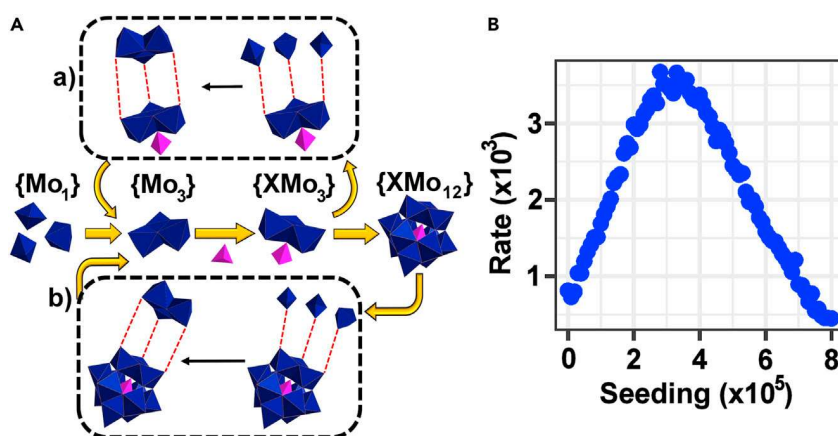 A
a)
{Mo1} {Mo3} {XMo3} {XMo12}
b)
B
Rate (x10³)
3
2
1
0 2 4 6 8
Seeding (x10⁵)